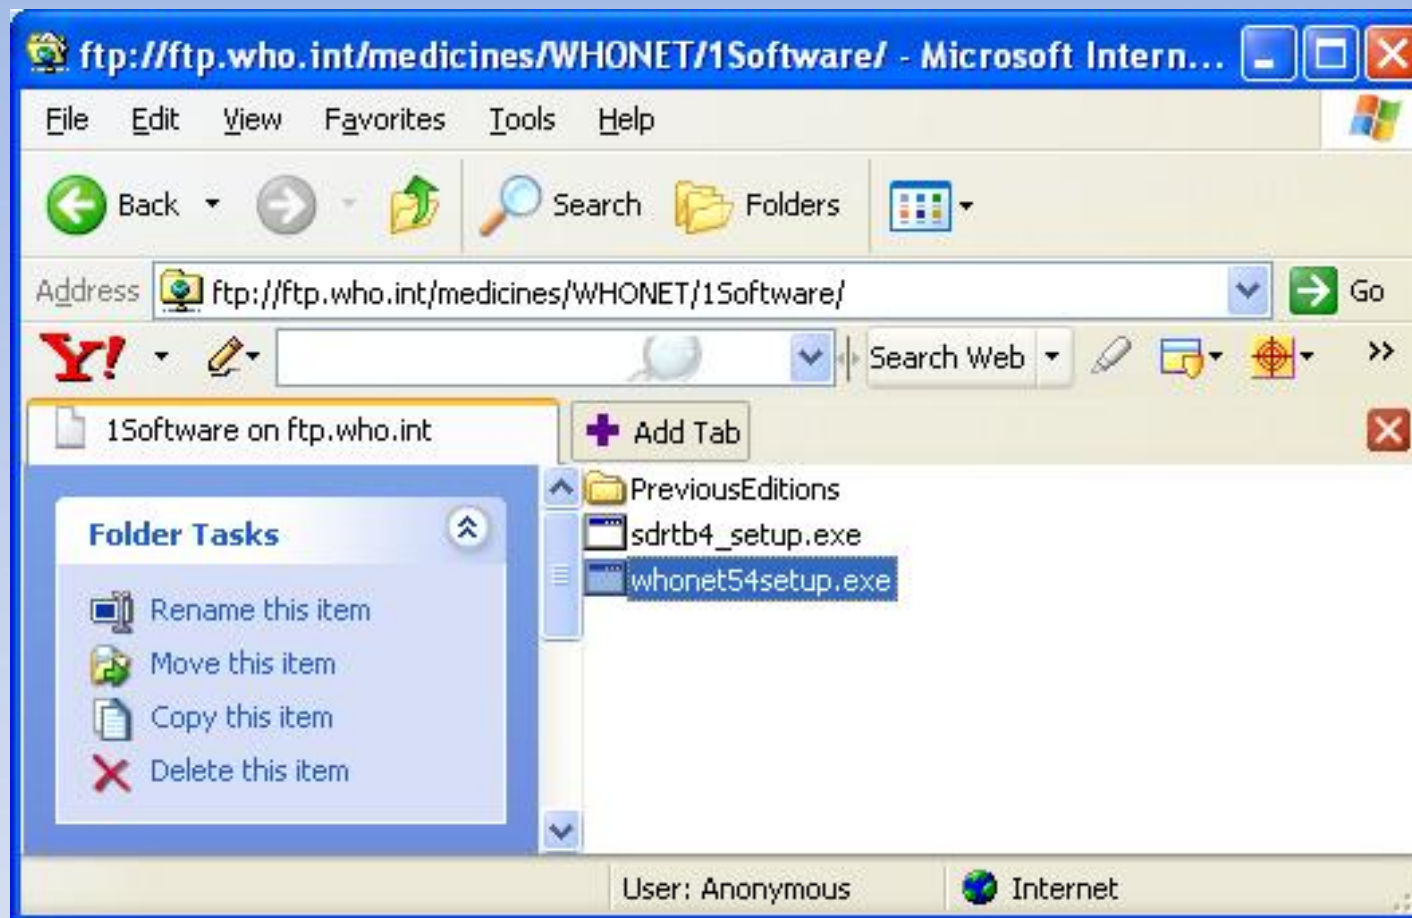 ftp://ftp.who.int/medicines/WHONET/1Software/ - Microsoft Intern...
File Edit View Favorites Tools Help
Back Search Folders
Address ftp://ftp.who.int/medicines/WHONET/1Software/ Go
Y! Search Web »
1Software on ftp.who.int Add Tab
Folder Tasks
Rename this item
Move this item
Copy this item
Delete this item
PreviousEditions
sdrtb4_setup.exe
whonet54setup.exe
User: Anonymous Internet